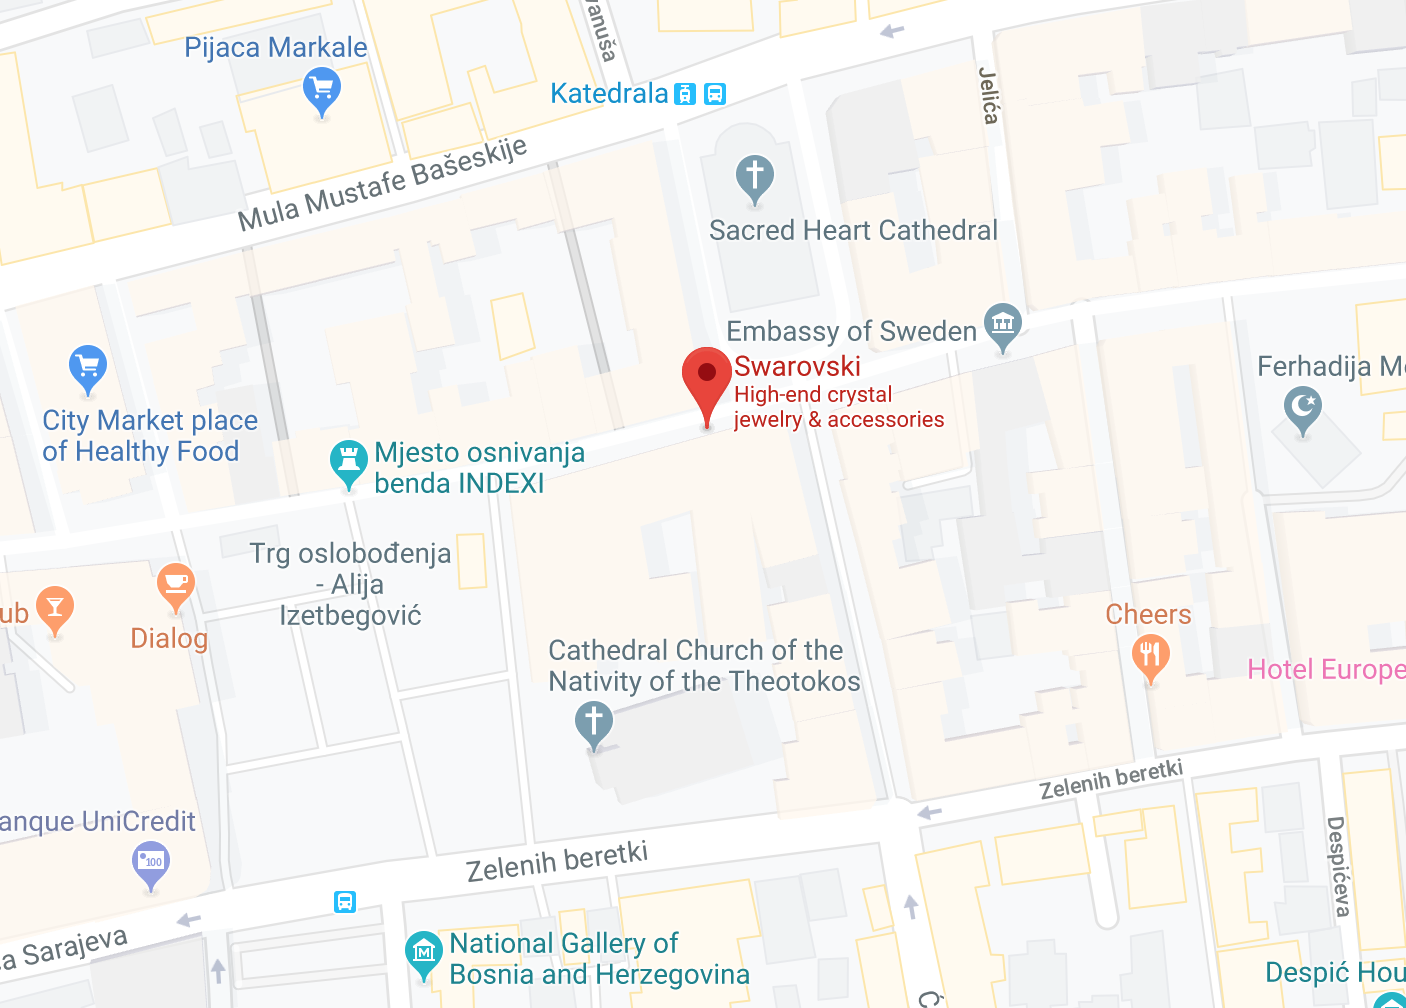 vanuša
Pijaca Markale
Katedrala
Jelića
Mula Mustafe Bašeskije
Sacred Heart Cathedral
Embassy of Sweden
Swarovski
High-end crystal
jewelry & accessories
Ferhadija M
City Market place
of Healthy Food
Mjesto osnivanja
benda INDEXI
Trg oslobođenja
- Alija
Izetbegović
ub
Dialog
Cheers
Cathedral Church of the
Nativity of the Theotokos
Hotel Europe
Zelenih beretki
anque UniCredit
100
Zelenih beretki
Despićeva
a Sarajeva
National Gallery of
Bosnia and Herzegovina
M
Despić Hou
Ć